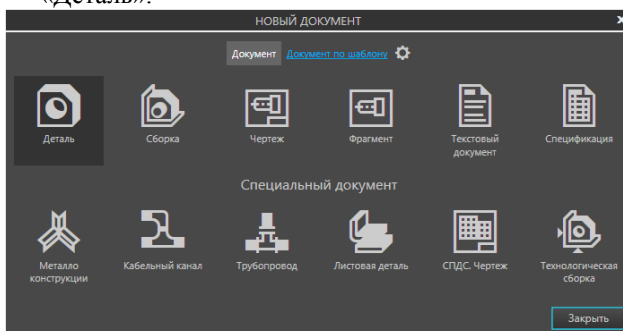 «Деталь».
НОВЫЙ ДОКУМЕНТ
Документ Документ по шаблону
Деталь Сборка Чертеж Фрагмент Текстовый документ Спецификация
Специальный документ
Металло конструкции Кабельный канал Трубопровод Листовая деталь СПДС. Чертеж Технологическая сборка
Закрыть